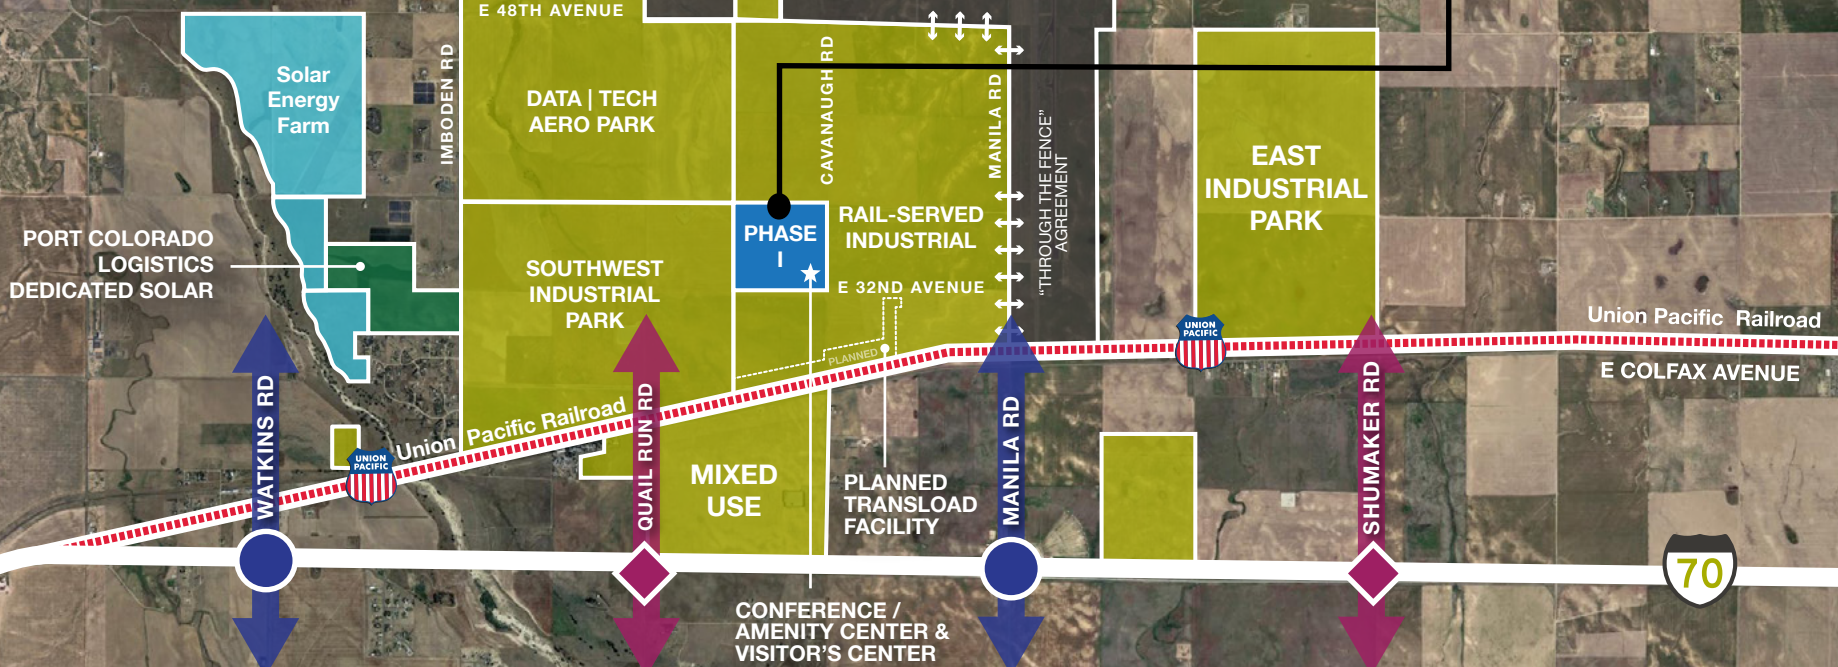 E 48TH AVENUE
Solar
Energy
Farm
IMBODEN RD
DATA | TECH
AERO PARK
CAVANAUGH RD
MANILA RD
"THROUGH THE FENCE"
AGREEMENT
EAST
INDUSTRIAL
PARK
PORT COLORADO
LOGISTICS
DEDICATED SOLAR
SOUTHWEST
INDUSTRIAL
PARK
PHASE
I
RAIL-SERVED
INDUSTRIAL
E 32ND AVENUE
PLANNED
UNION
PACIFIC
Union Pacific Railroad
E COLFAX AVENUE
WATKINS RD
UNION
PACIFIC
Union Pacific Railroad
QUAIL RUN RD
MIXED
USE
PLANNED
TRANSLOAD
FACILITY
MANILA RD
SHUMAKER RD
70
CONFERENCE /
AMENITY CENTER &
VISITOR'S CENTER